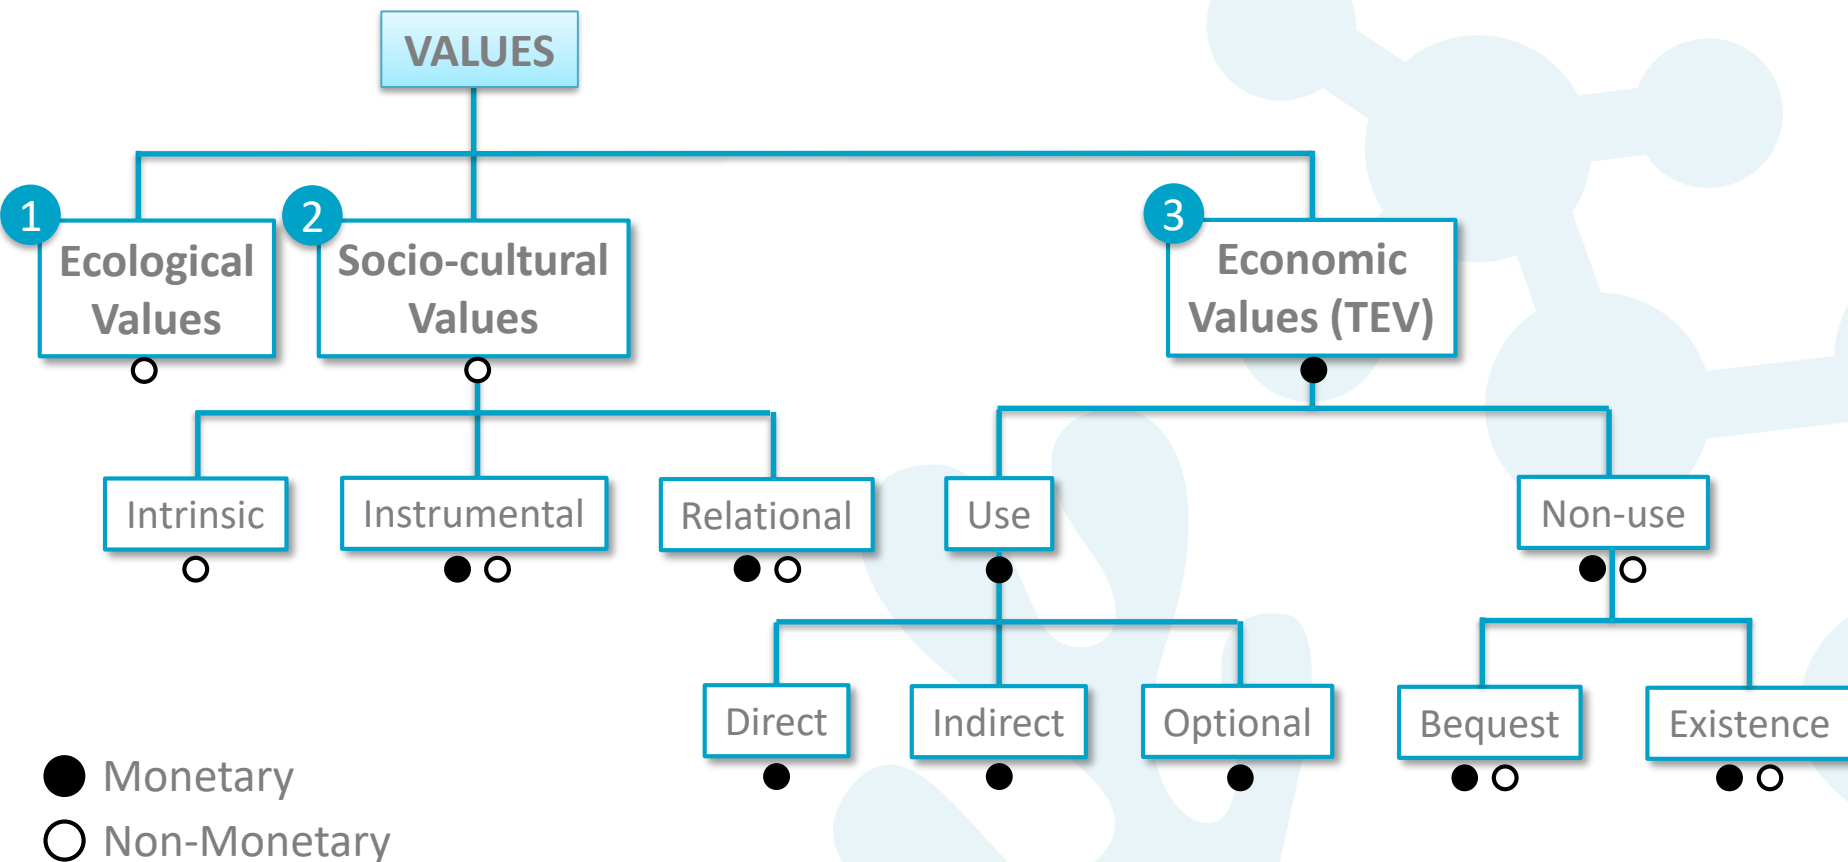 VALUES
1
Ecological
Values
2
Socio-cultural
Values
3
Economic
Values (TEV)
Intrinsic
Instrumental
Relational
Use
Non-use
Direct
Indirect
Optional
Bequest
Existence
Monetary
Non-Monetary